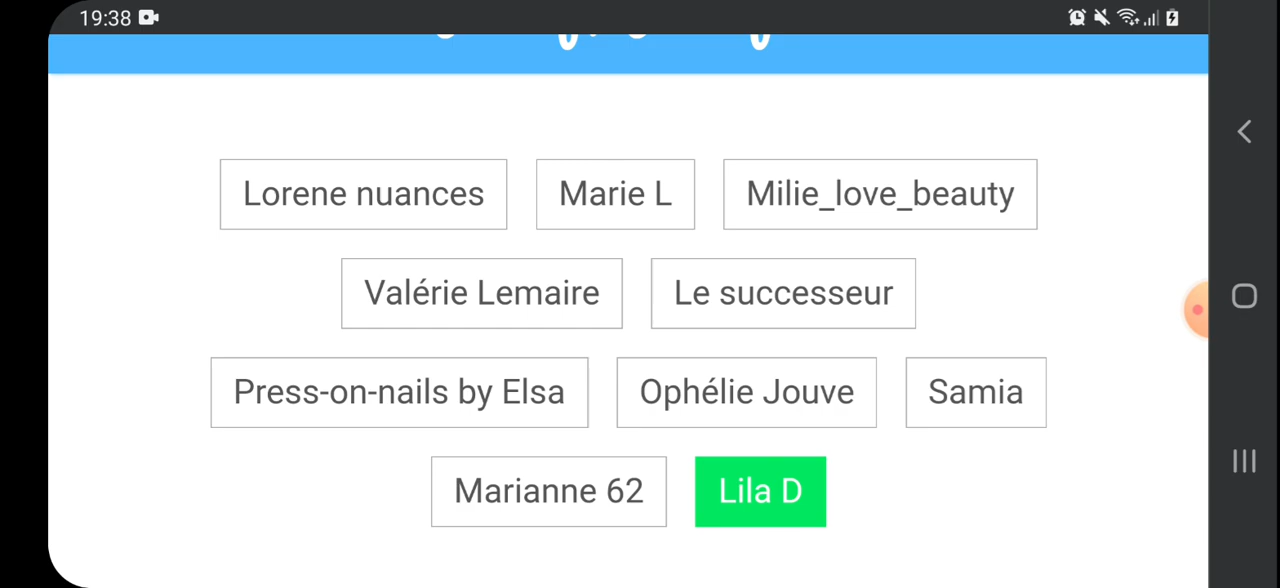 19:38
Lorene nuances Marie L Milie_love_beauty
Valérie Lemaire Le successeur
Press-on-nails by Elsa Ophélie Jouve Samia
Marianne 62 Lila D